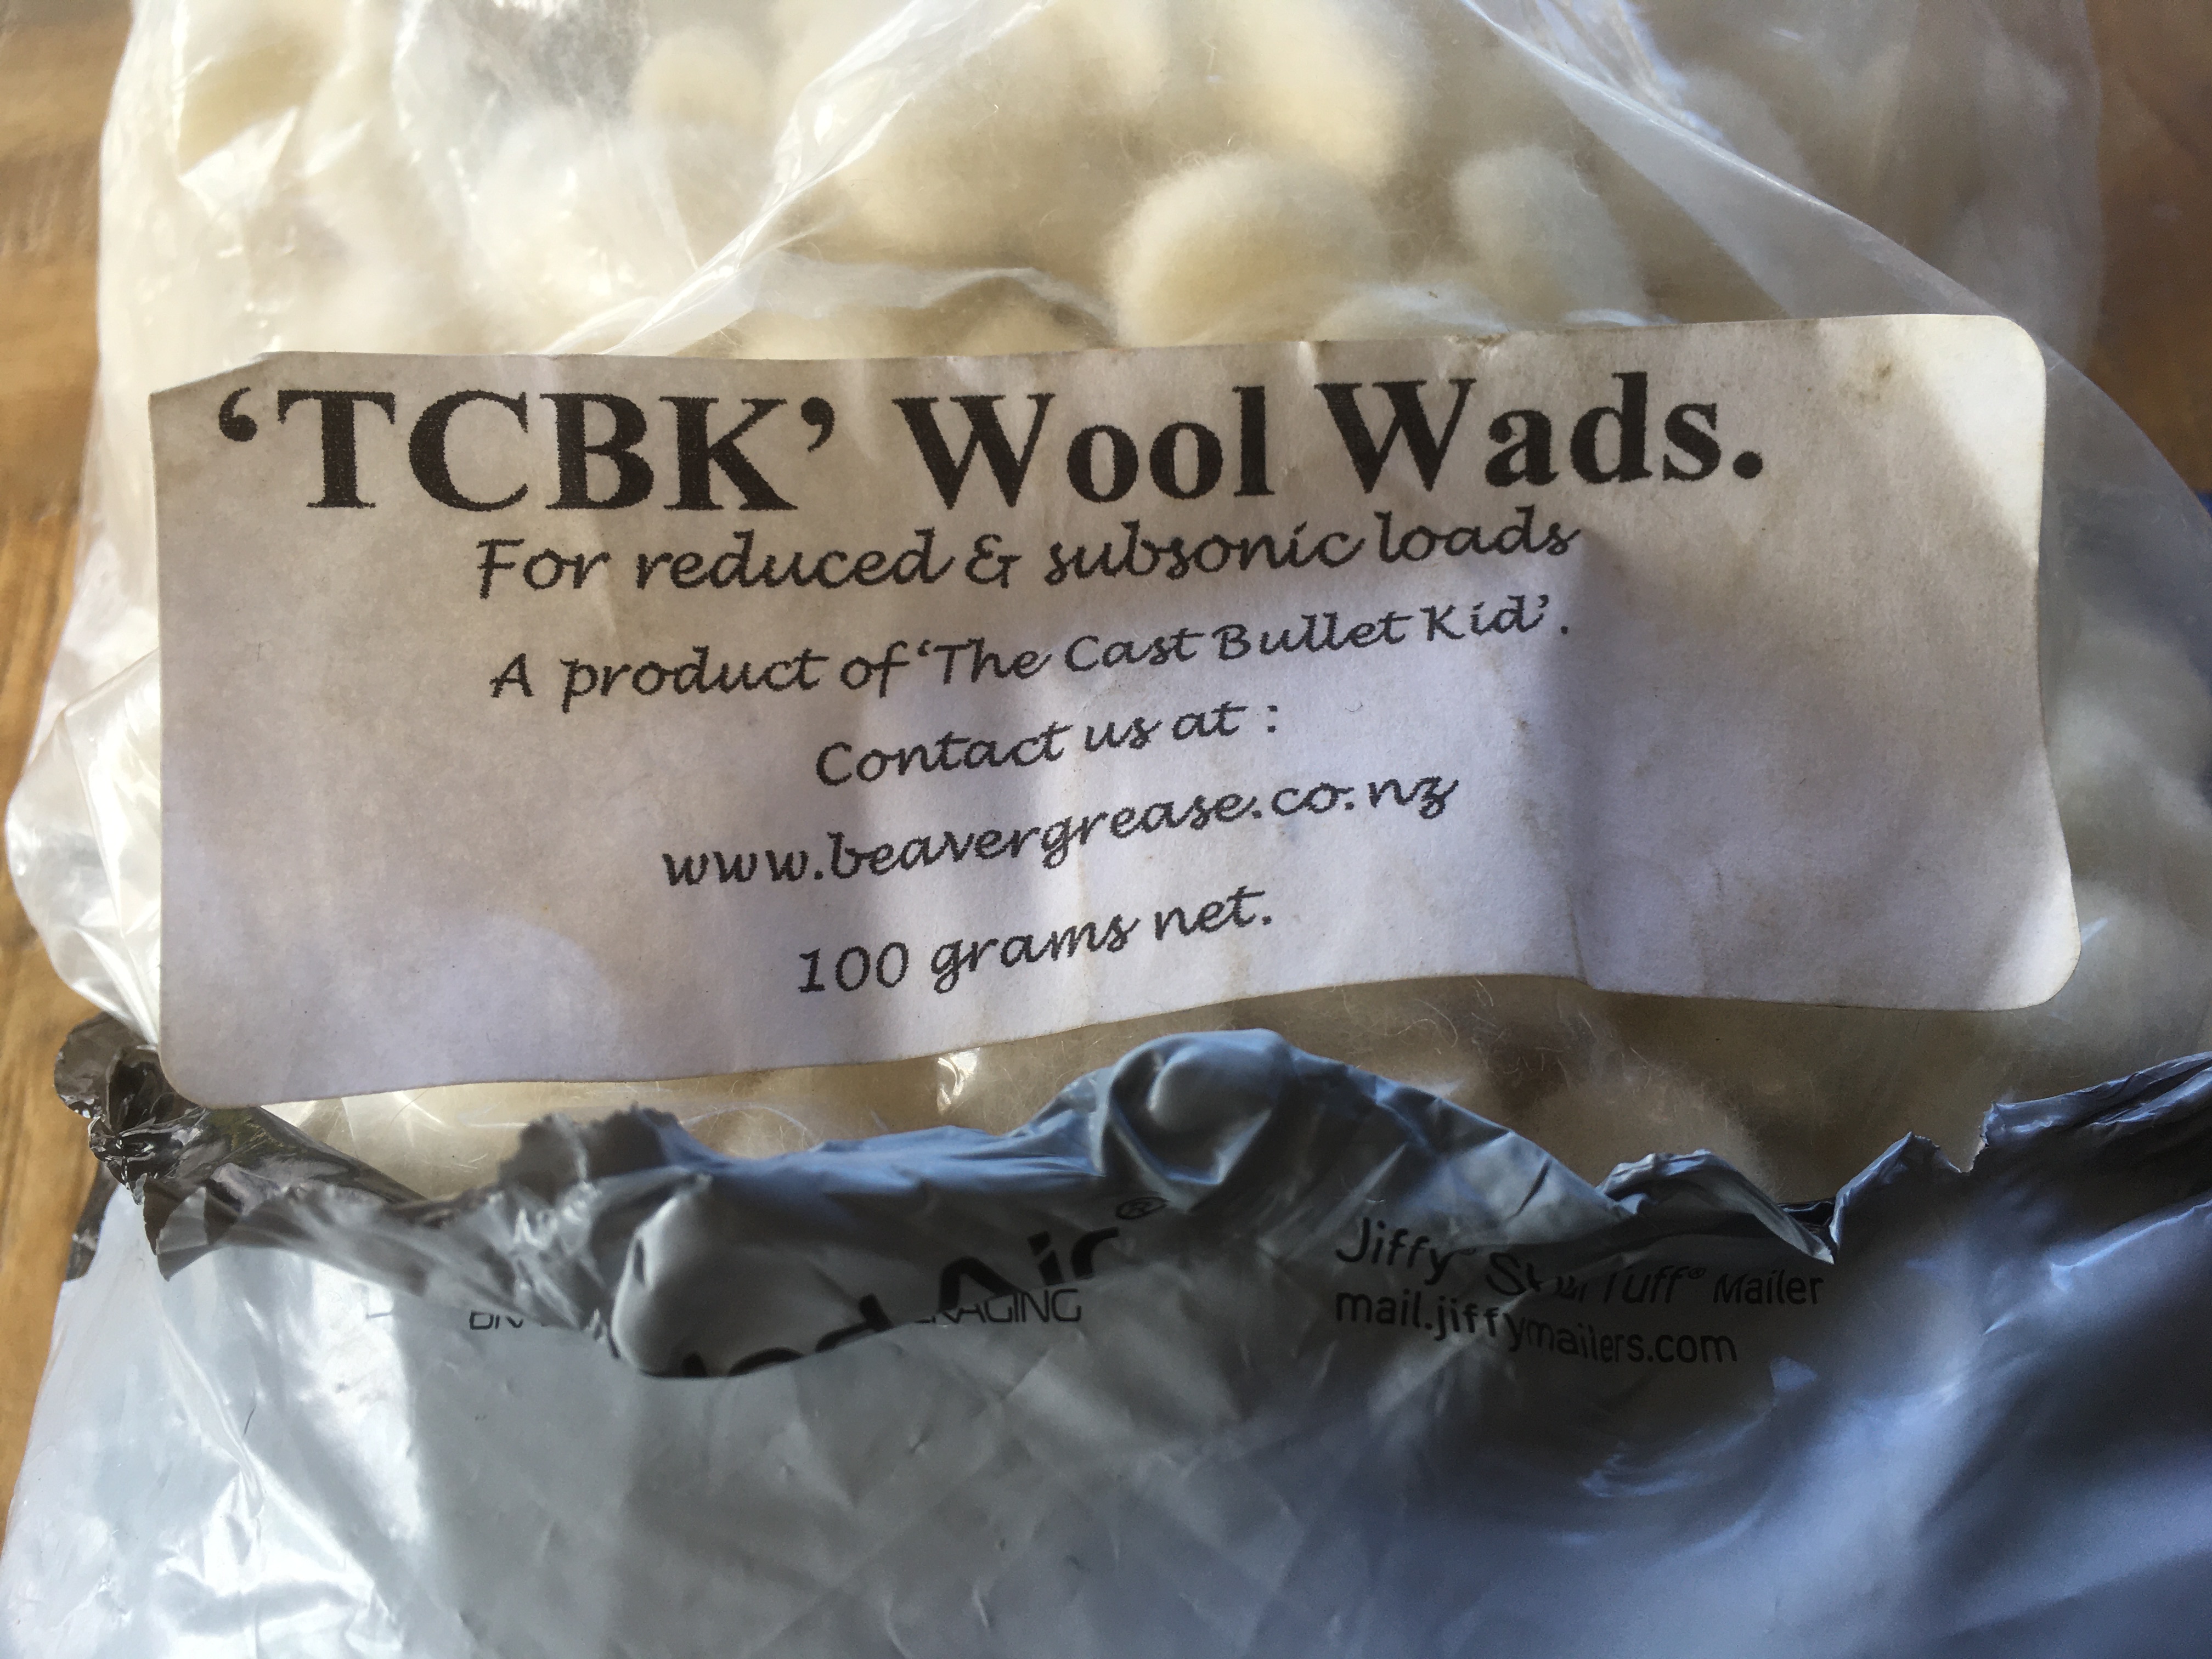 ‘TCBK’ Wool Wads.
For reduced & subsonic loads
A product of ‘The Cast Bullet Kid’.
Contact us at :
www.beavergrease.co.nz
100 grams net.
Air®
Jiffy Mailer
mail.jiffymailers.com